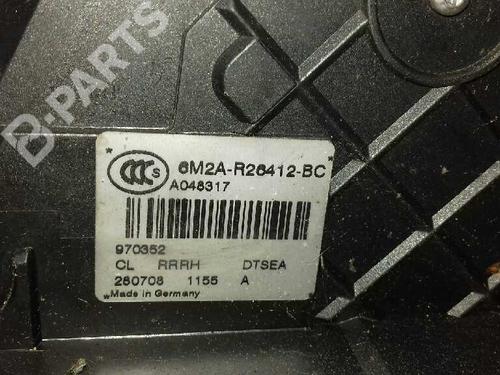 B-PARTS
CCC S 6M2A-R26412-BC
A048317
970352
CL RRRH DTSEA
280708 1155 A
*Made in Germany *